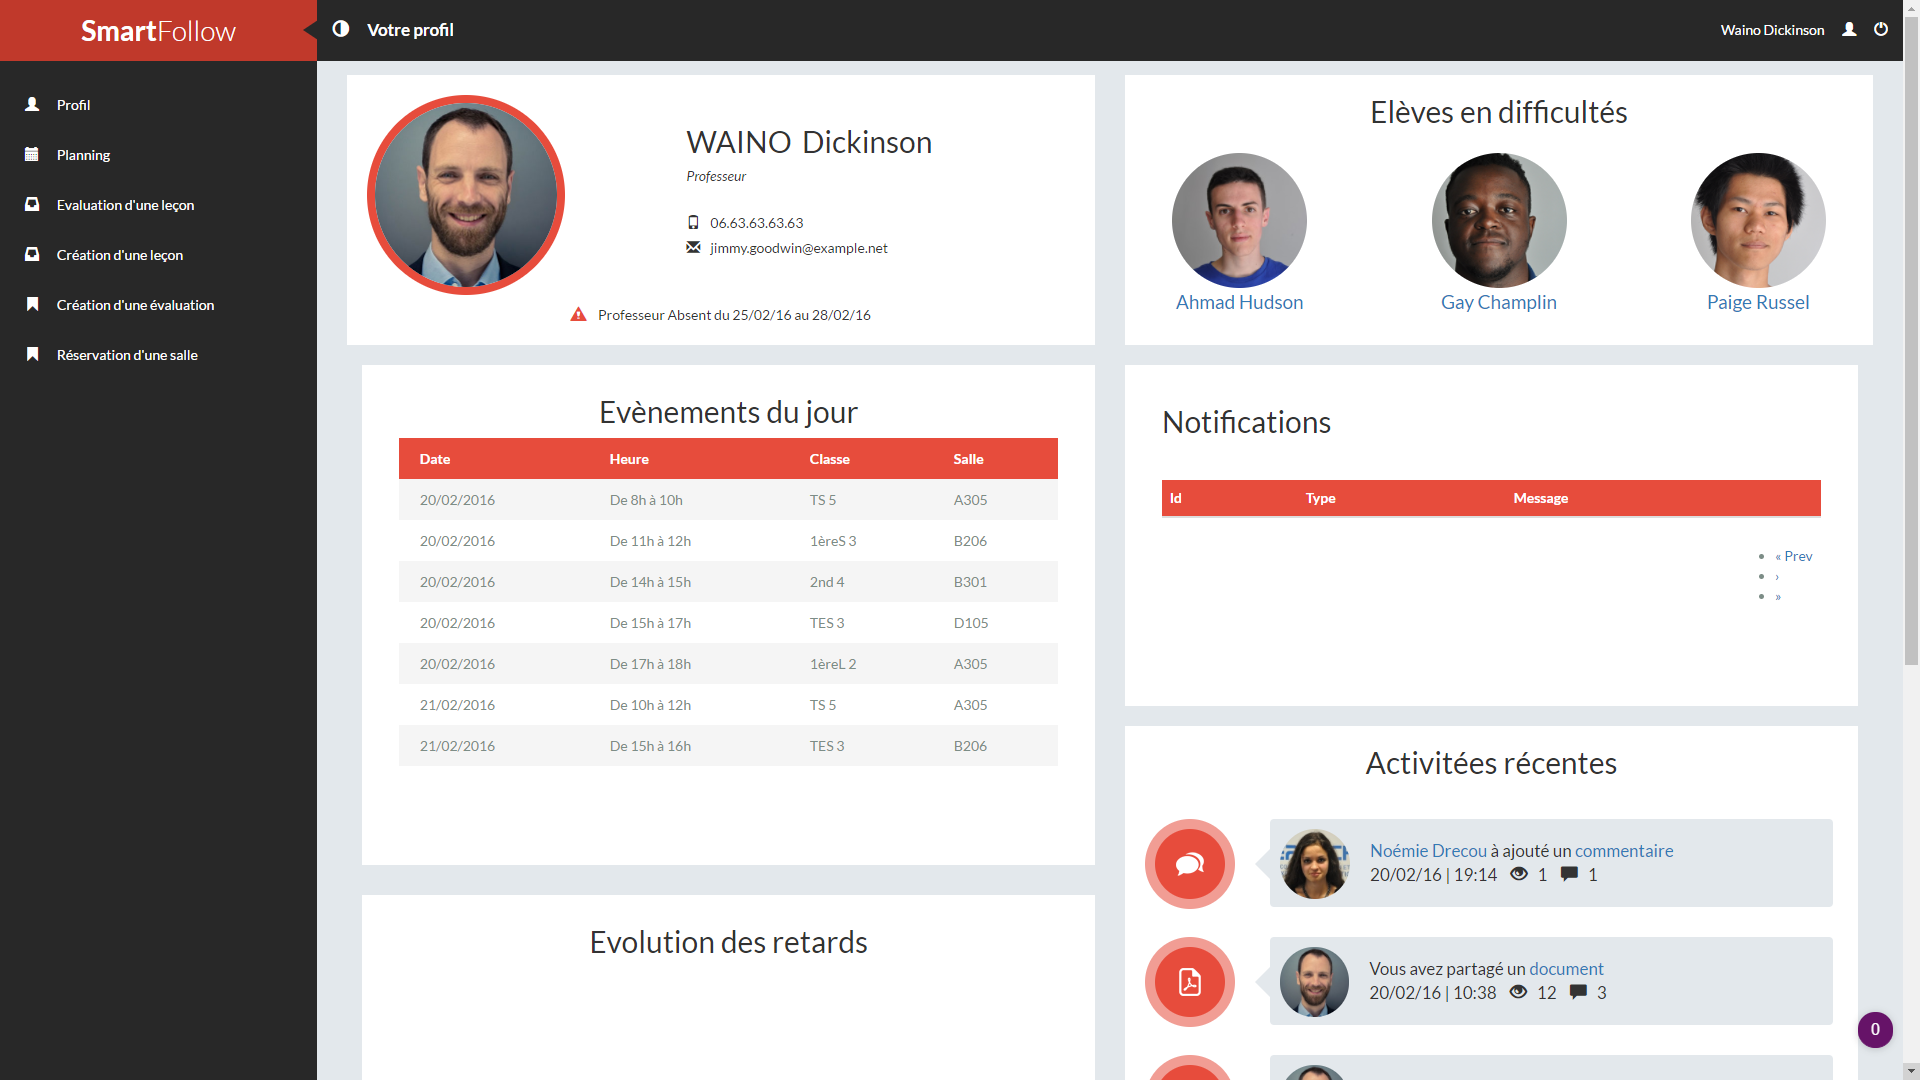 SmartFollow
Votre profil
Waino Dickinson
Profil
Planning
Evaluation d'une leçon
Création d'une leçon
Création d'une évaluation
Réservation d'une salle
WAINO Dickinson
Professeur
06.63.63.63.63
jimmy.goodwin@example.net
Professeur Absent du 25/02/16 au 28/02/16
Elèves en difficultés
Ahmad Hudson
Gay Champlin
Paige Russel
Evènements du jour
Date Heure Classe Salle
20/02/2016 De 8h à 10h TS 5 A305
20/02/2016 De 11h à 12h 1èreS 3 B206
20/02/2016 De 14h à 15h 2nd 4 B301
20/02/2016 De 15h à 17h TES 3 D105
20/02/2016 De 17h à 18h 1èreL 2 A305
21/02/2016 De 10h à 12h TS 5 A305
21/02/2016 De 15h à 16h TES 3 B206
Notifications
Id Type Message
« Prev
›
»
Evolution des retards
Activitées récentes
Noémie Drecou à ajouté un commentaire
20/02/16 | 19:14 1 1
Vous avez partagé un document
20/02/16 | 10:38 12 3
0